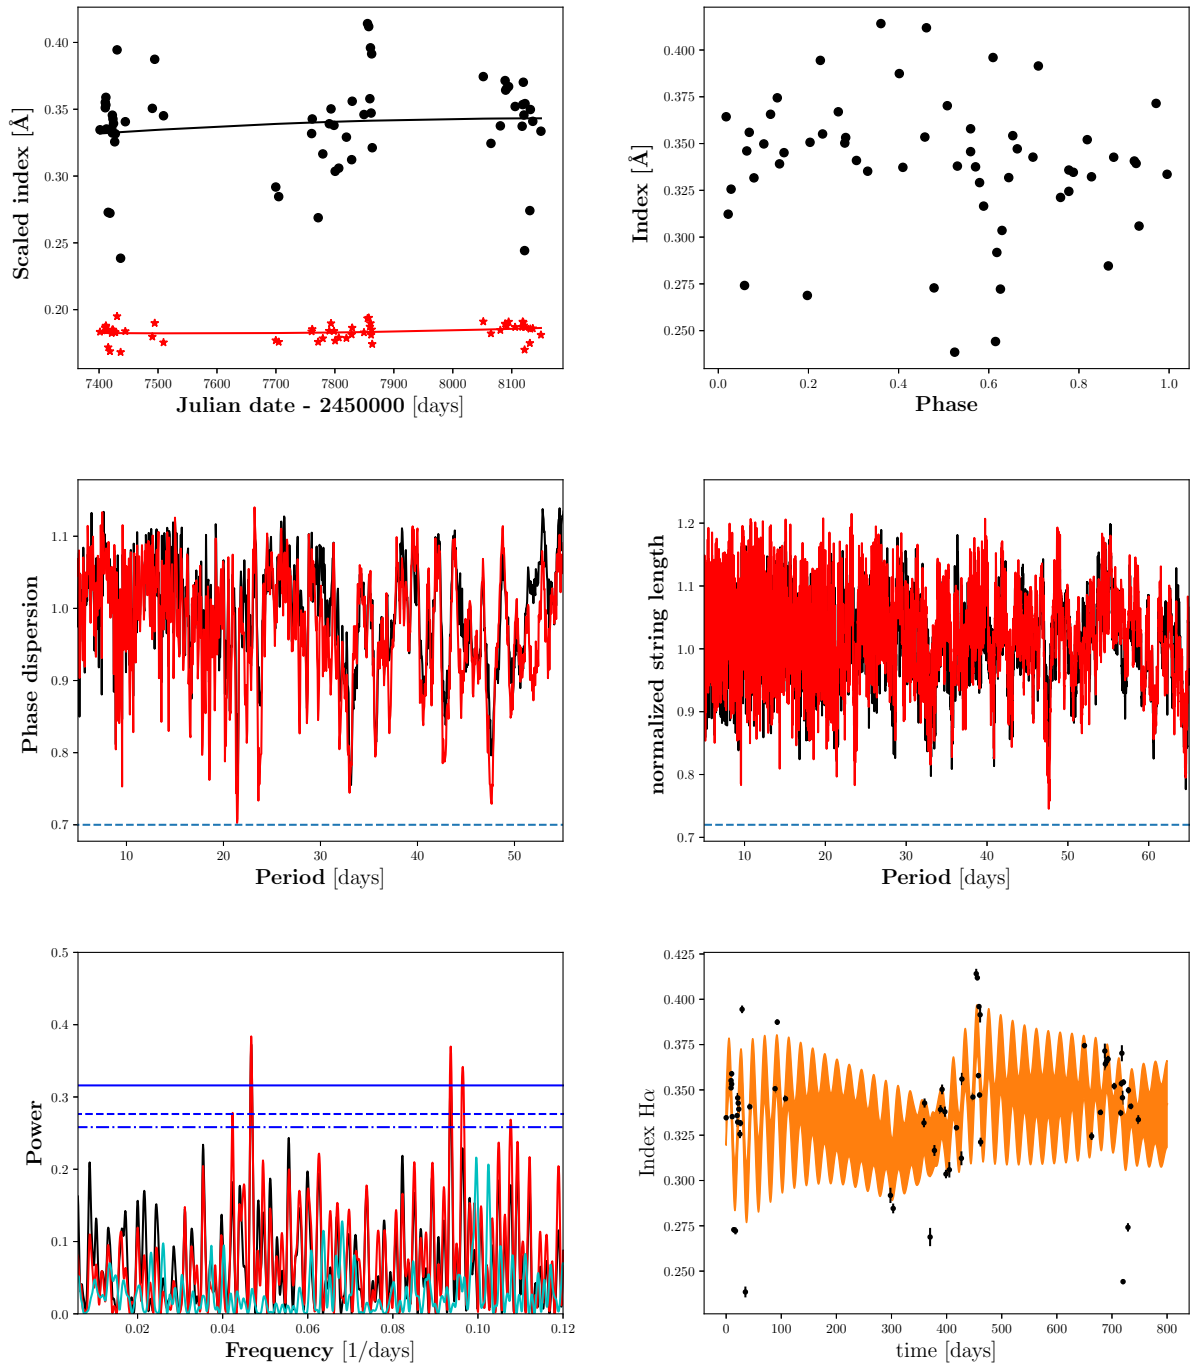 0.40
0.35
0.30
0.25
0.20
Scaled index [Å]
7400 7500 7600 7700 7800 7900 8000 8100
Julian date - 2450000 [days]
0.400
0.375
0.350
0.325
0.300
0.275
0.250
Index [Å]
0.0 0.2 0.4 0.6 0.8 1.0
Phase
1.1
1.0
0.9
0.8
0.7
Phase dispersion
10 20 30 40 50
Period [days]
1.2
1.1
1.0
0.9
0.8
0.7
normalized string length
10 20 30 40 50 60
Period [days]
0.5
0.4
0.3
0.2
0.1
0.0
Power
0.02 0.04 0.06 0.08 0.10 0.12
Frequency [1/days]
0.425
0.400
0.375
0.350
0.325
0.300
0.275
0.250
Index Hα
0 100 200 300 400 500 600 700 800
time [days]